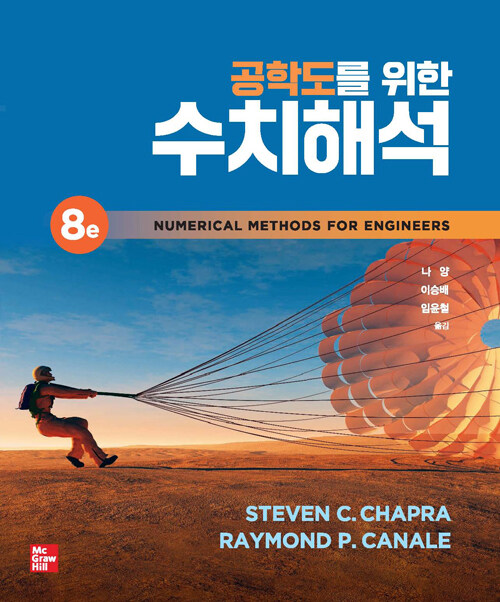 공학도를 위한
수치해석
8e
NUMERICAL METHODS FOR ENGINEERS
나 양
이승배
임윤철
옮김
STEVEN C. CHAPRA
RAYMOND P. CANALE
Mc
Graw
Hill